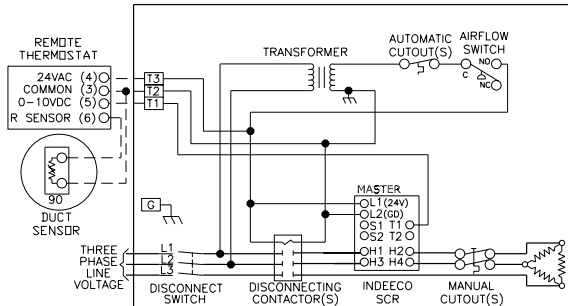 REMOTE
THERMOSTAT
24VAC (4)
COMMON (3)
0-10VDC (5)
R SENSOR (6)
T3
T2
T1
90
DUCT
SENSOR
G
TRANSFORMER
AUTOMATIC
CUTOUT(S)
AIRFLOW
SWITCH
NO
C
NC
MASTER
L1 (24V)
L2 (GD)
S1 T1
S2 T2
H1 H2
H3 H4
INDEECO
SCR
THREE
PHASE
LINE
VOLTAGE
L1
L2
L3
DISCONNECT
SWITCH
DISCONNECTING
CONTACTOR(S)
MANUAL
CUTOUT(S)